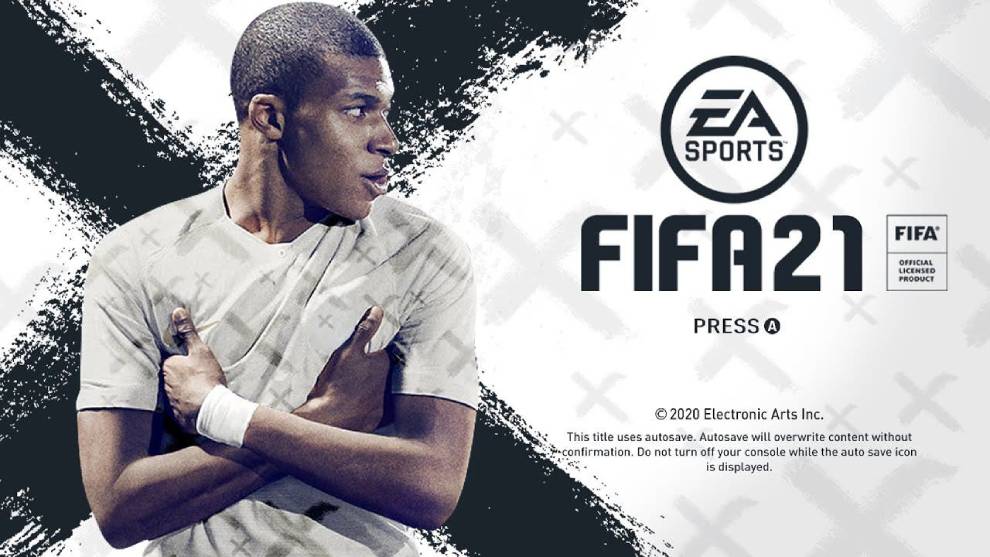 EA
SPORTS™
FIFA21
FIFA®
OFFICIAL
LICENSED
PRODUCT
PRESS A
© 2020 Electronic Arts Inc.
This title uses autosave. Autosave will overwrite content without
confirmation. Do not turn off your console while the auto save icon
is displayed.